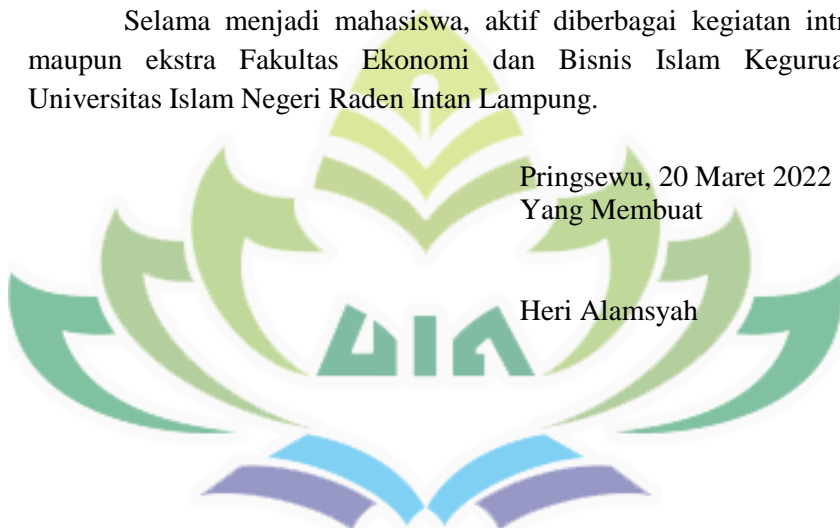 Selama menjadi mahasiswa, aktif diberbagai kegiatan
maupun ekstra Fakultas Ekonomi dan Bisnis Islam
Universitas Islam Negeri Raden Intan Lampung.
Pringsewu, 20 Maret 2022
Yang Membuat
Heri Alamsyah
UIN